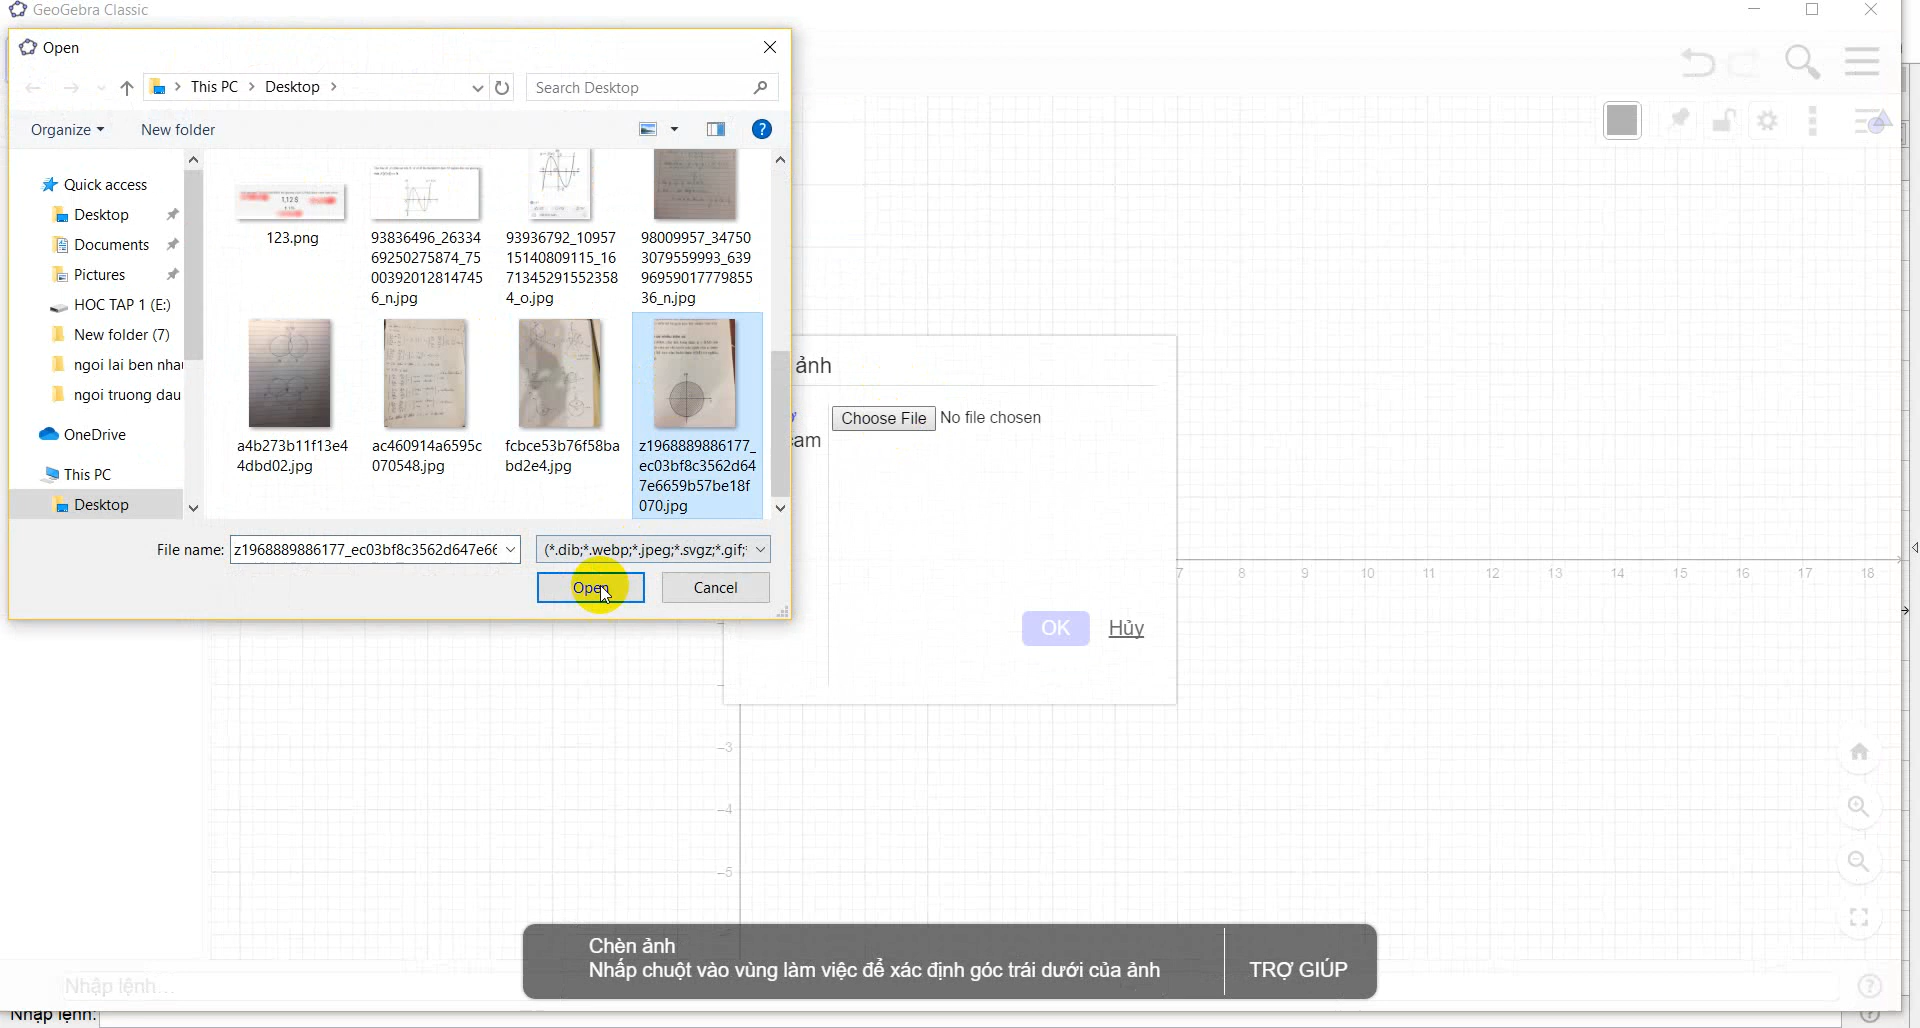 GeoGebra Classic
Open
This PC > Desktop >
Search Desktop
Organize
New folder
Quick access
Desktop
Documents
Pictures
HOC TAP 1 (E:)
New folder (7)
ngoi lai ben nhau
ngoi truong dau
OneDrive
This PC
Desktop
1,12 $
123.png
93836496_26334
69250275874_75
00392012814745
6_n.jpg
93936792_10957
15140809115_16
71345291552358
4_o.jpg
98009957_34750
3079559993_639
96959017779855
36_n.jpg
a4b273b11f13e4
4dbd02.jpg
ac460914a6595c
070548.jpg
fcbce53b76f58ba
bd2e4.jpg
z1968889886177_
ec03bf8c3562d64
7e6659b57be18f
070.jpg
File name: z1968889886177_ec03bf8c3562d647e66
(*.dib;*.webp;*.jpeg;*.svgz;*.gif;
Open
Cancel
ảnh
cam
Choose File No file chosen
OK
Hủy
7 8 9 10 11 12 13 14 15 16 17 18
-3
-4
-5
Chèn ảnh
Nhấp chuột vào vùng làm việc để xác định góc trái dưới của ảnh
TRỢ GIÚP
Nhập lệnh...
Nhập lệnh: